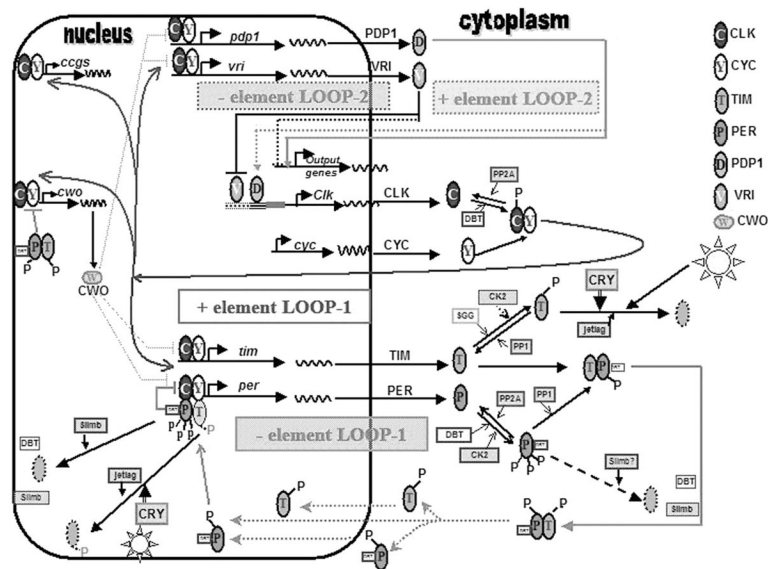 nucleus
cytoplasm
CLK
CYC
TIM
PER
PDP1
VRI
W CWO
C Y pdp1 PDP1 D
C Y vri VRI V
C Y ccgs
- element LOOP-2
+ element LOOP-2
Output
genes
C Y cwo
V D Clk CLK C
PP2A
DBT
P
C Y
cyc CYC Y
P T
P P
W
CWO
+ element LOOP-1
CK2
SGG
PP1
P
T
CRY
jetlag
C Y tim TIM T
T P
P
C Y per PER P
P T
P P P P
- element LOOP-1
PP2A
DBT
CK2
PP1
P
P P P
Slimb?
DBT
Slimb
Slimb
DBT
Slimb
jetlag
CRY
P
P
P
T
P
T
P
P
P
P
P P
P T